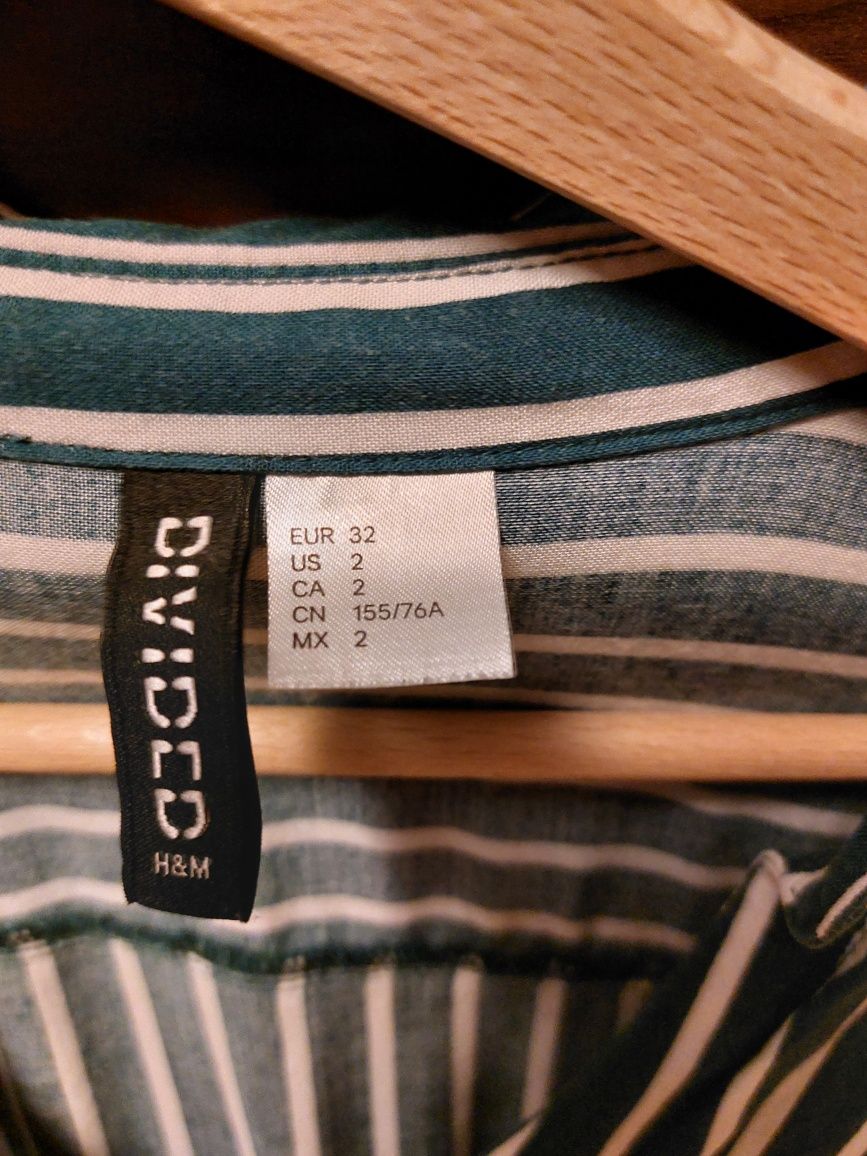 DIVIDED
H&M
EUR 32
US 2
CA 2
CN 155/76A
MX 2